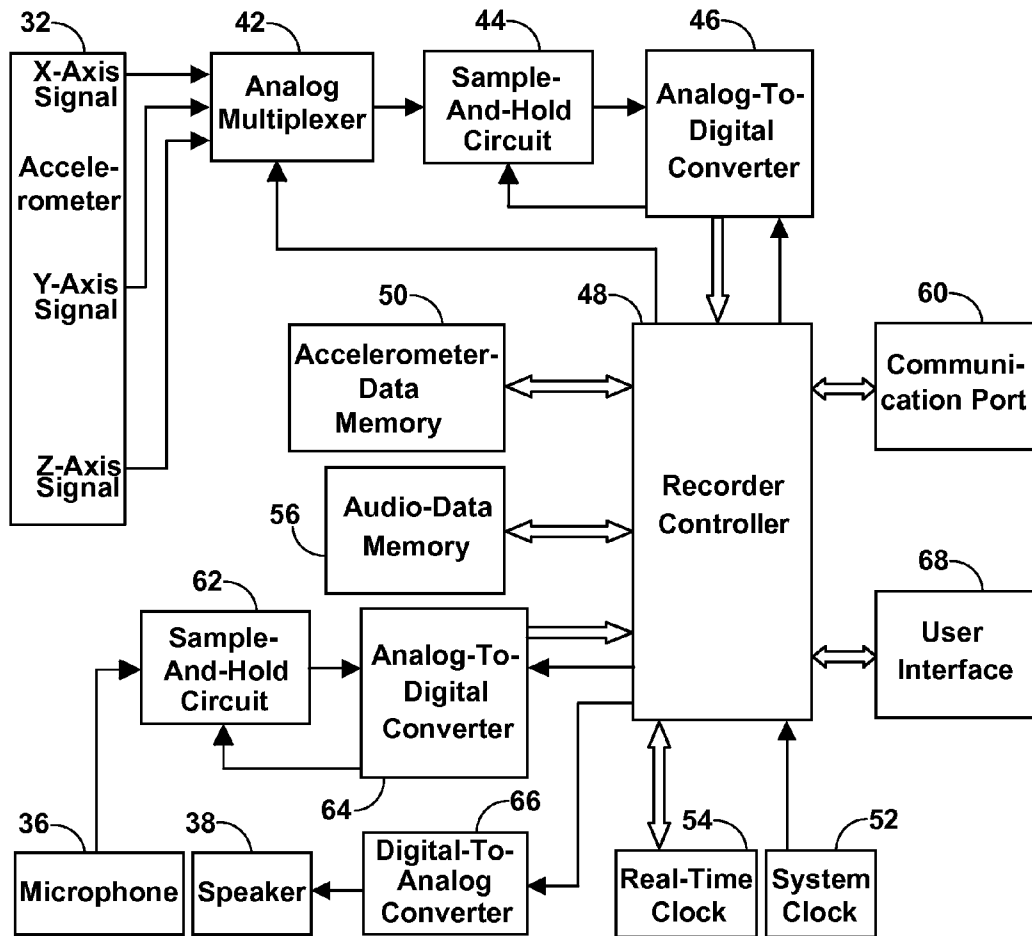 32
42
44
46
X-Axis
Signal
Accele-
rometer
Y-Axis
Signal
Z-Axis
Signal
Analog
Multiplexer
Sample-
And-Hold
Circuit
Analog-To-
Digital
Converter
50
48
60
Accelerometer-
Data
Memory
Recorder
Controller
Communi-
cation Port
56
Audio-Data
Memory
62
68
Sample-
And-Hold
Circuit
Analog-To-
Digital
Converter
User
Interface
64
36
38
66
54
52
Microphone
Speaker
Digital-To-
Analog
Converter
Real-Time
Clock
System
Clock